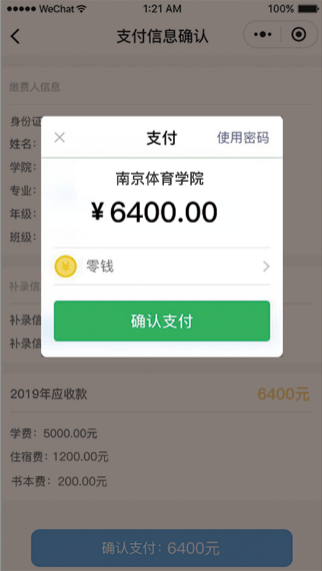 ●●●●● WeChat 1:21 AM 100%
支付信息确认
缴费人信息
身份证
姓名：
学院：
专业：
年级：
班级：
× 支付 使用密码
南京体育学院
¥6400.00
¥ 零钱
确认支付
补录信
补录信
补录信
2019年应收款 6400元
学费：5000.00元
住宿费：1200.00元
书本费：200.00元
确认支付：6400元